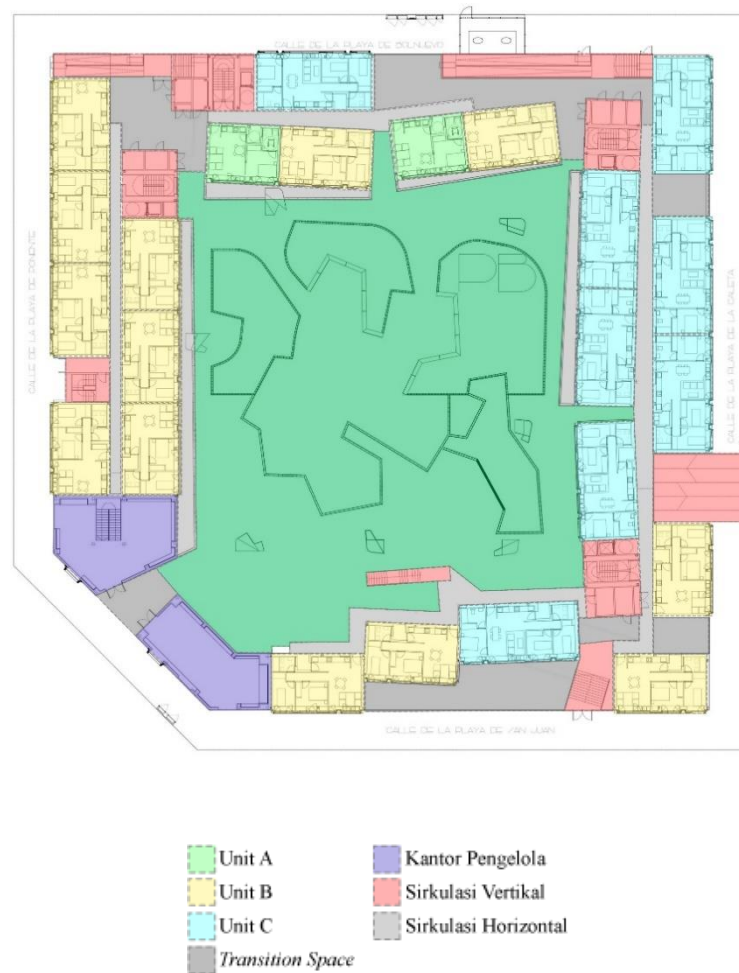 CALLE DE LA PLAYA DE BOLNUEVO
CALLE DE LA PLAYA DE PONIENTE
CALLE DE LA PLAYA DE LA CALETA
CALLE DE LA PLAYA DE SAN JUAN
Unit A
Unit B
Unit C
Transition Space
Kantor Pengelola
Sirkulasi Vertikal
Sirkulasi Horizontal